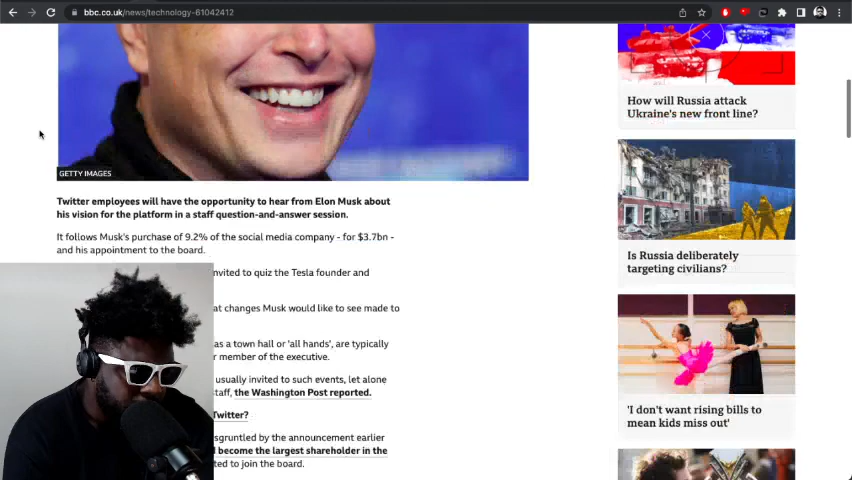 bbc.co.uk/news/technology-61042412
GETTY IMAGES
Twitter employees will have the opportunity to hear from Elon Musk about
his vision for the platform in a staff question-and-answer session.
It follows Musk's purchase of 9.2% of the social media company - for $3.7bn -
and his appointment to the board.
nvited to quiz the Tesla founder and
at changes Musk would like to see made to
as a town hall or 'all hands', are typically
r member of the executive.
usually invited to such events, let alone
taff, the Washington Post reported.
Twitter?
sgruntled by the announcement earlier
l become the largest shareholder in the
ted to join the board.
How will Russia attack
Ukraine's new front line?
Is Russia deliberately
targeting civilians?
'I don't want rising bills to
mean kids miss out'